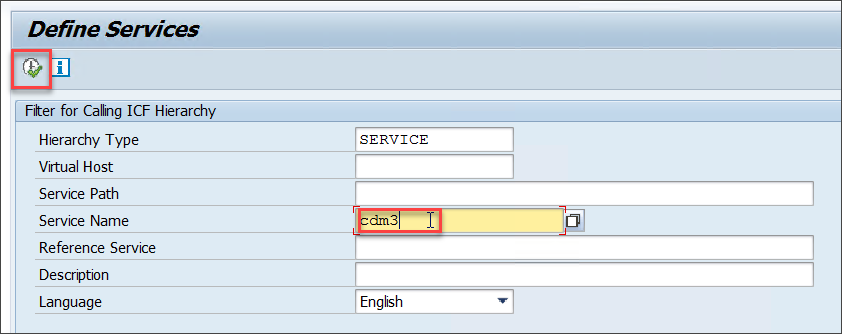 Define Services
Filter for Calling ICF Hierarchy
Hierarchy Type SERVICE
Virtual Host
Service Path
Service Name cdm3
Reference Service
Description
Language English